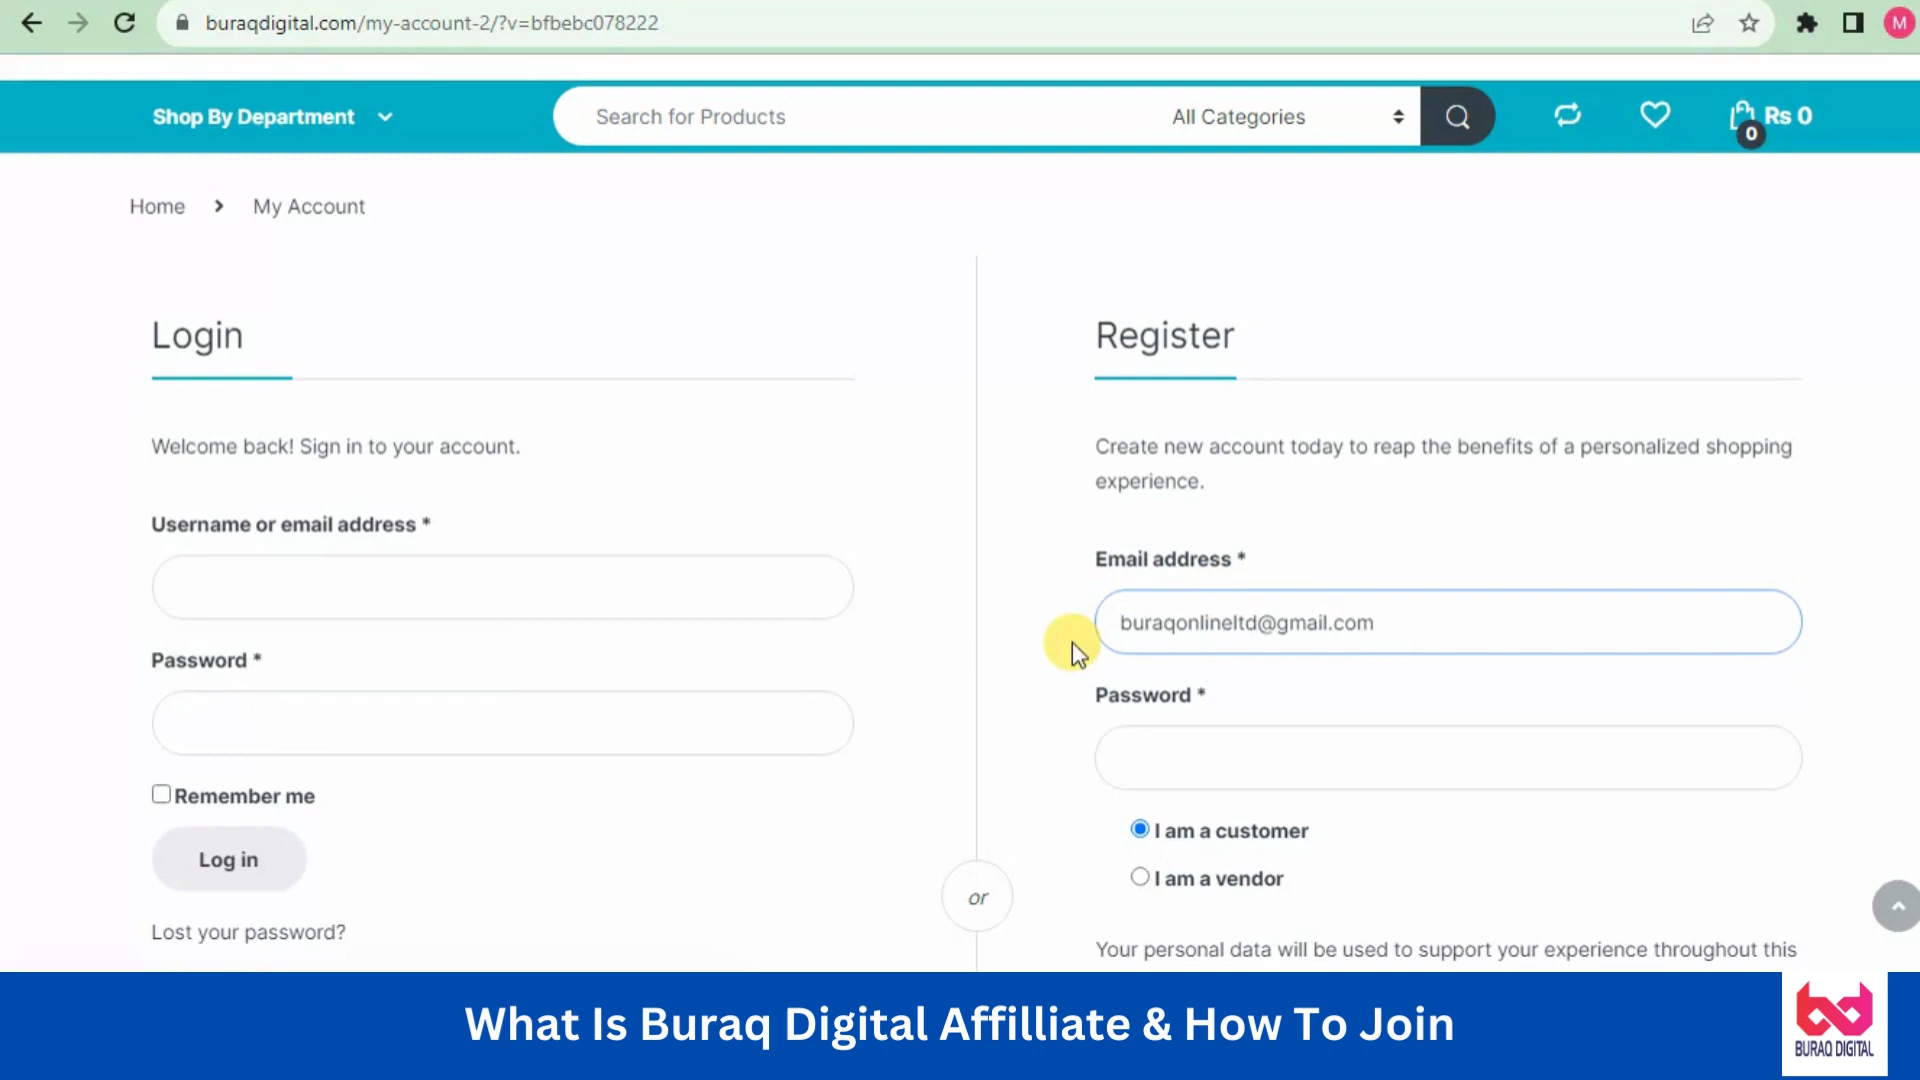 buraqdigital.com/my-account-2/?v=bfbebc078222
M
Shop By Department
Search for Products
All Categories
Rs 0
0
Home
My Account
Login
Welcome back! Sign in to your account.
Username or email address *
Password *
Remember me
Log in
Lost your password?
or
Register
Create new account today to reap the benefits of a personalized shopping
experience.
Email address *
buraqonlineltd@gmail.com
Password *
I am a customer
I am a vendor
Your personal data will be used to support your experience throughout this
What Is Buraq Digital Affilliate & How To Join
BURAQ DIGITAL